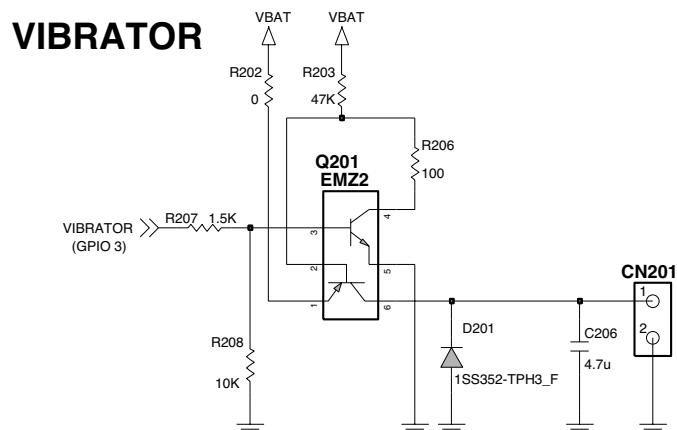 VIBRATOR
VBAT VBAT
R202 R203
0 47K
R206
100
Q201
EMZ2
4
VIBRATOR
(GPIO 3)
R207 1.5K
3
2 5
1 6
CN201
1
2
D201
C206
4.7u
1SS352-TPH3_F
R208
10K